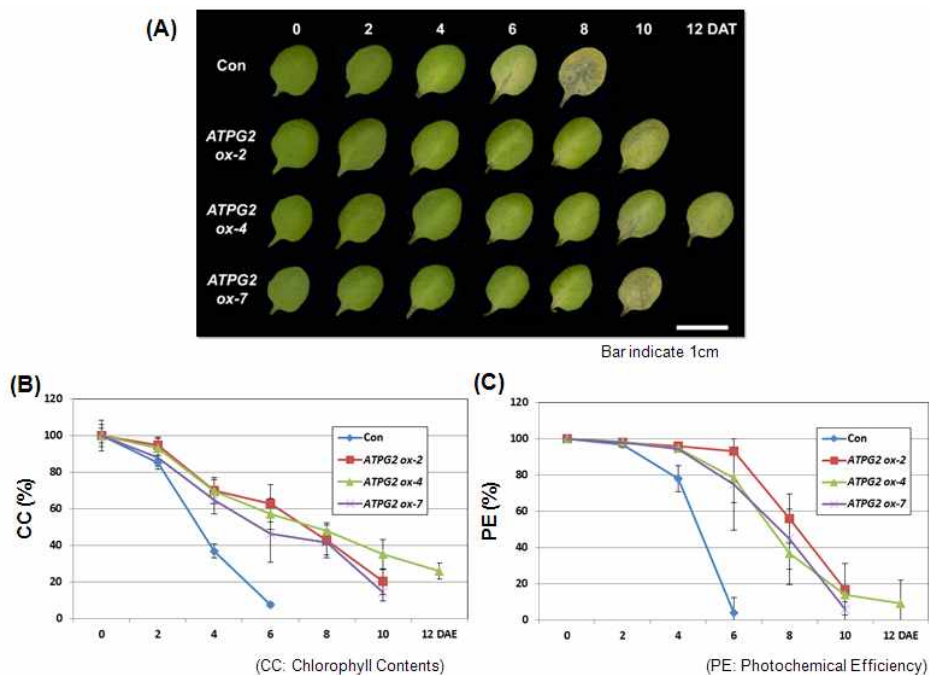 (A)
0 2 4 6 8 10 12 DAT
Con
ATPG2
ox-2
ATPG2
ox-4
ATPG2
ox-7
Bar indicate 1cm
(B)
120
100
80
60
40
20
0
CC (%)
Con
ATPG2 ox-2
ATPG2 ox-4
ATPG2 ox-7
0 2 4 6 8 10 12 DAE
(CC: Chlorophyll Contents)
(C)
120
100
80
60
40
20
0
PE (%)
Con
ATPG2 ox-2
ATPG2 ox-4
ATPG2 ox-7
0 2 4 6 8 10 12 DAE
(PE: Photochemical Efficiency)